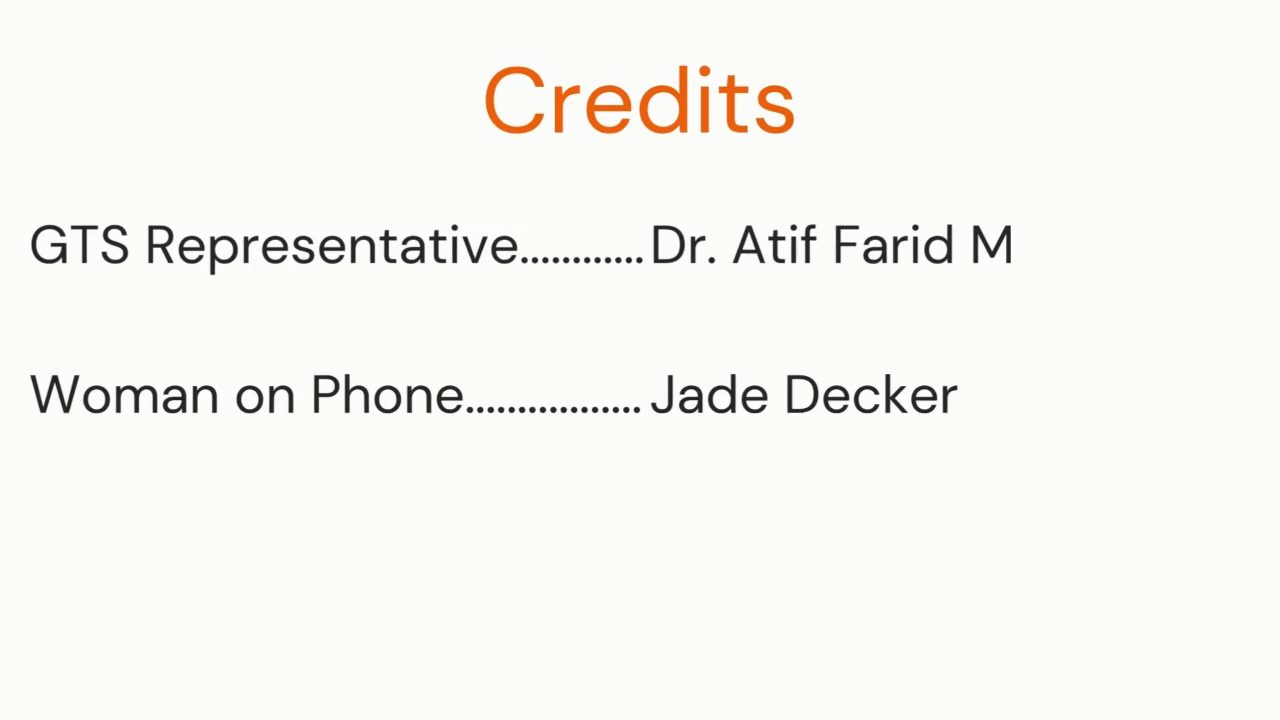 Credits
GTS Representative............Dr. Atif Farid M
Woman on Phone.................Jade Decker